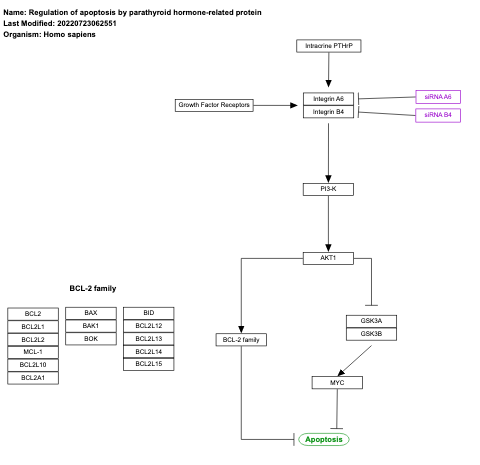 Name: Regulation of apoptosis by parathyroid hormone-related protein
Last Modified: 20220723062551
Organism: Homo sapiens
Intracrine PTHrP
Growth Factor Receptors
Integrin A6
Integrin B4
siRNA A6
siRNA B4
PI3-K
AKT1
BCL-2 family
BCL2
BCL2L1
BCL2L2
MCL-1
BCL2L10
BCL2A1
BAX
BAK1
BOK
BID
BCL2L12
BCL2L13
BCL2L14
BCL2L15
BCL-2 family
GSK3A
GSK3B
MYC
Apoptosis